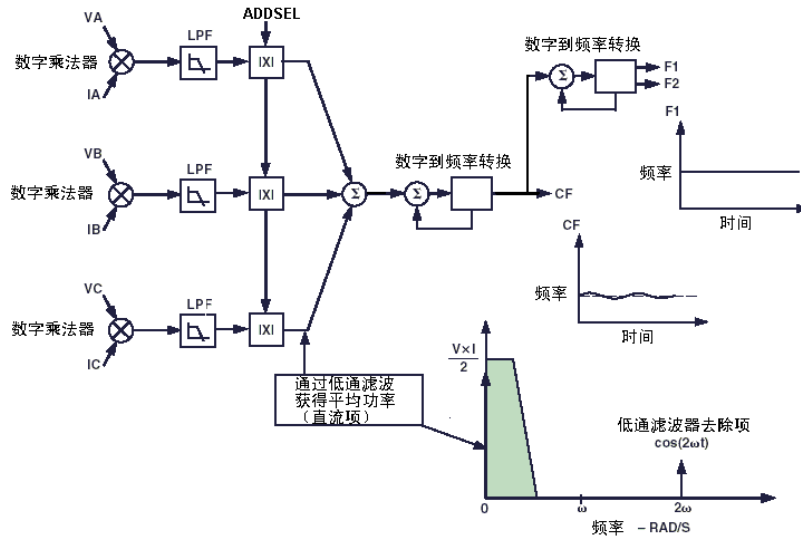 VA
ADDSEL
LPF
数字乘法器
|X|
IA
数字到频率转换
Σ
F1
F2
F1
频率
时间
VB
LPF
数字乘法器
|X|
IB
Σ
数字到频率转换
Σ
CF
CF
频率
时间
VC
LPF
数字乘法器
|X|
IC
通过低通滤波
获得平均功率
(直流项)
V×I
2
低通滤波器去除项
cos(2ωt)
0
ω
2ω
频率 – RAD/S